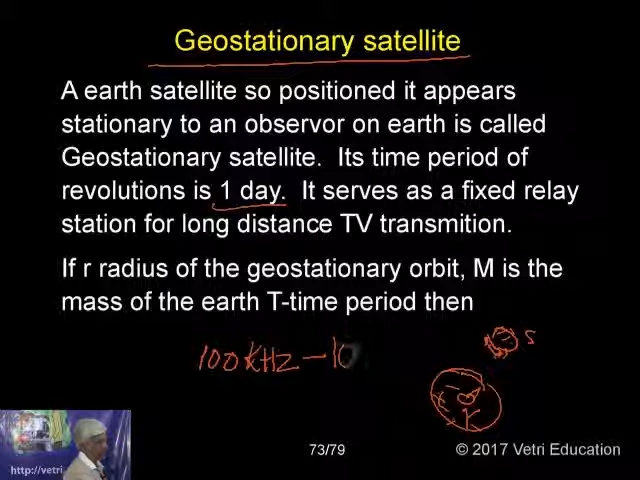 Geostationary satellite
A earth satellite so positioned it appears
stationary to an observor on earth is called
Geostationary satellite. Its time period of
revolutions is 1 day. It serves as a fixed relay
station for long distance TV transmition.
If r radius of the geostationary orbit, M is the
mass of the earth T-time period then
100KHz - 10
S
73/79
© 2017 Vetri Education
http://vetri